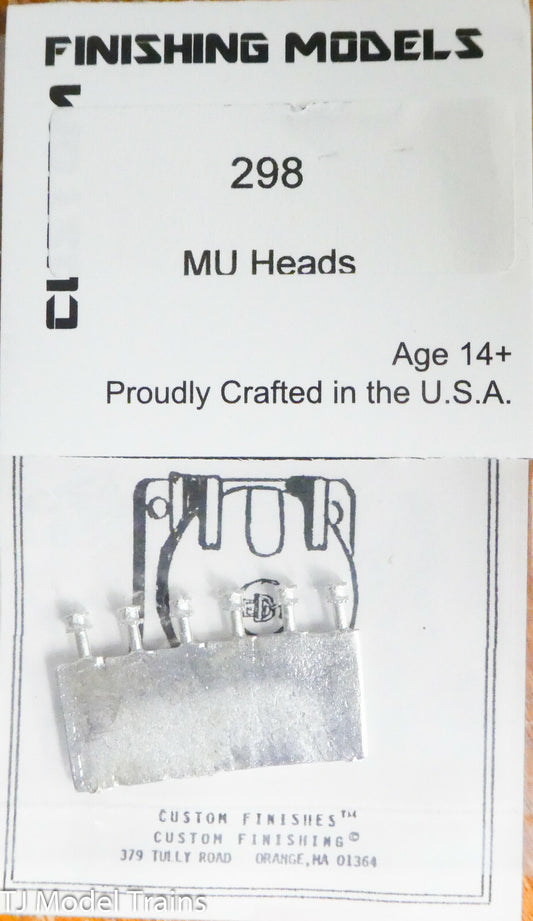 FINISHING MODELS
298
MU Heads
Age 14+
Proudly Crafted in the U.S.A.
CUSTOM FINISHES™
CUSTOM FINISHING©
379 TULLY ROAD ORANGE, MA 01364
TJ Model Trains